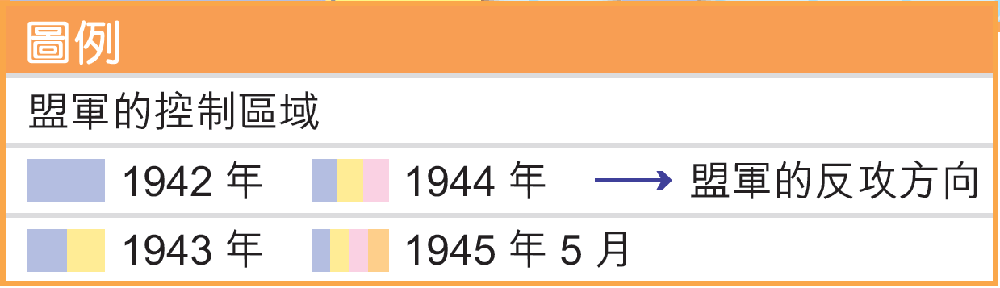 圖例
盟軍的控制區域
1942 年 1944 年 盟軍的反攻方向
1943 年 1945 年 5 月